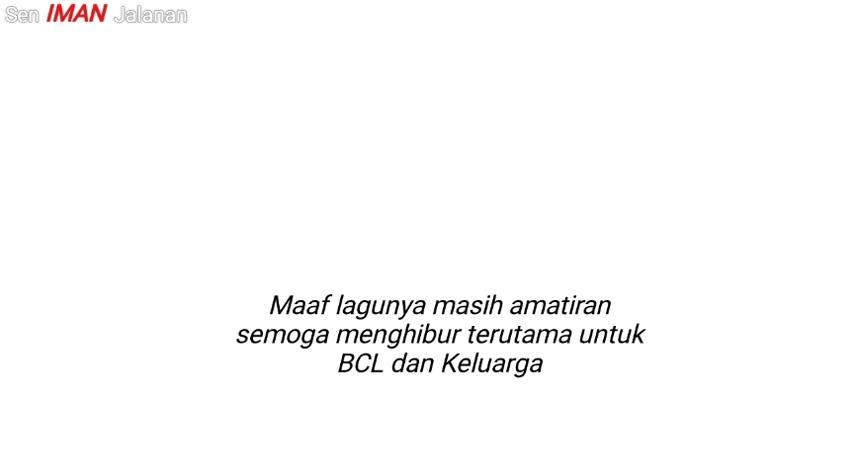 Sen IMAN Jalanan
Maaf lagunya masih amatiran
semoga menghibur terutama untuk
BCL dan Keluarga